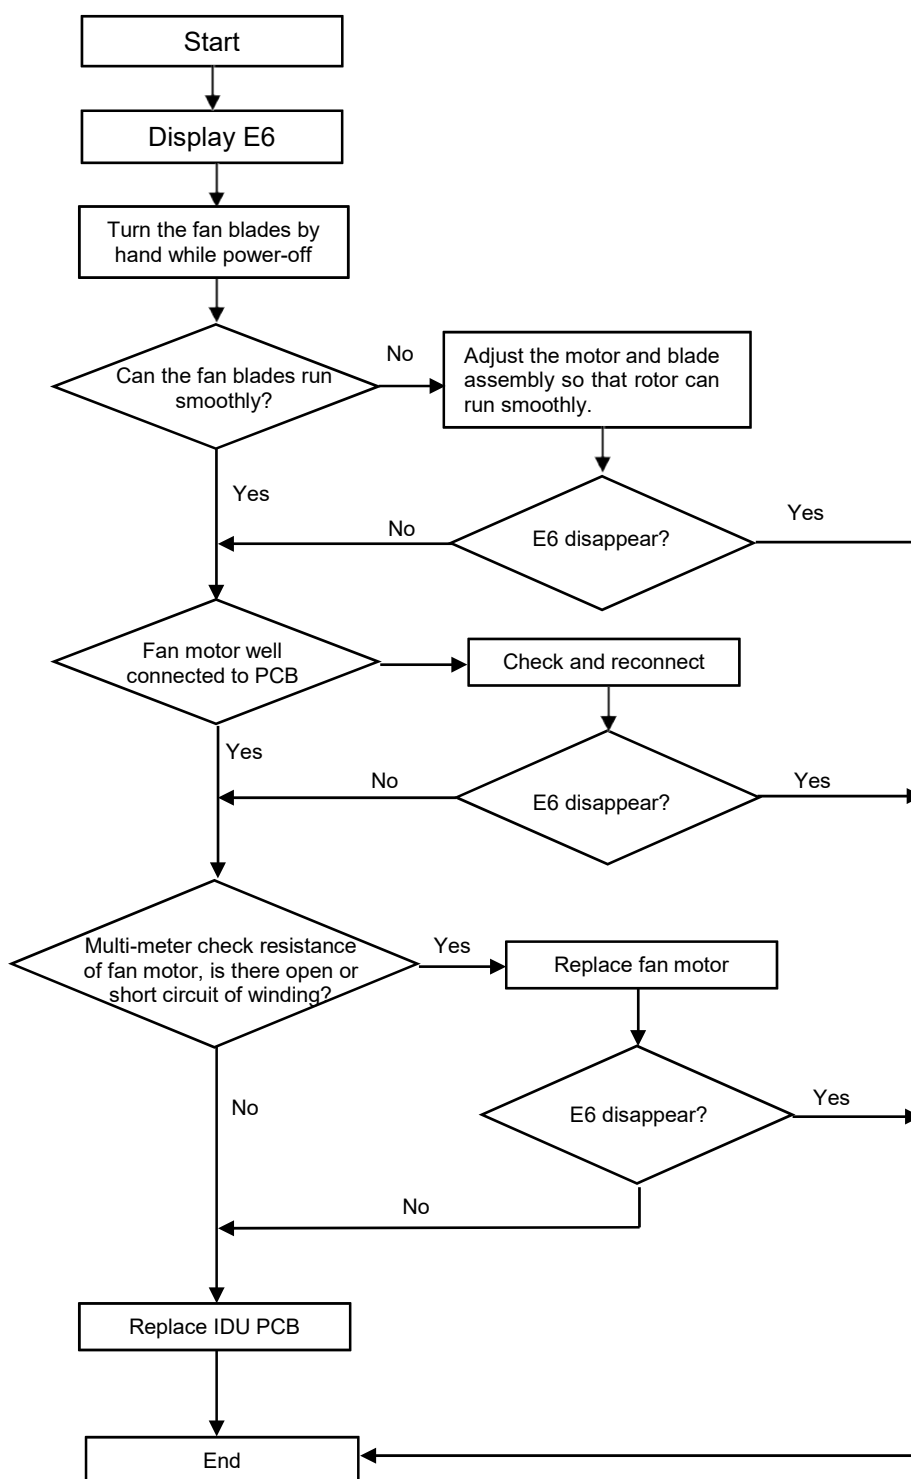 Start
Display E6
Turn the fan blades by
hand while power-off
Can the fan blades run
smoothly?
No
Adjust the motor and blade
assembly so that rotor can
run smoothly.
Yes
No
E6 disappear?
Yes
Fan motor well
connected to PCB
Check and reconnect
Yes
No
E6 disappear?
Yes
Multi-meter check resistance
of fan motor, is there open or
short circuit of winding?
Yes
Replace fan motor
No
E6 disappear?
Yes
No
Replace IDU PCB
End